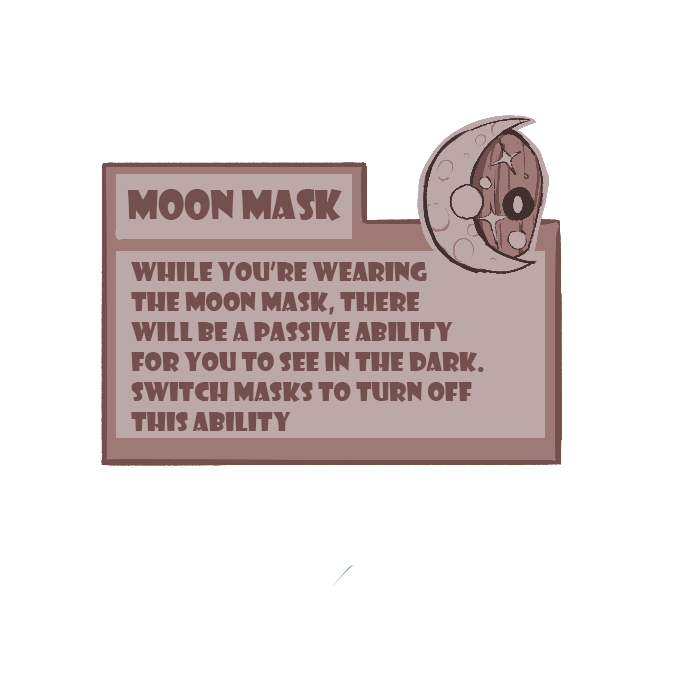 MOON MASK
WHILE YOU'RE WEARING
THE MOON MASK, THERE
WILL BE A PASSIVE ABILITY
FOR YOU TO SEE IN THE DARK.
SWITCH MASKS TO TURN OFF
THIS ABILITY